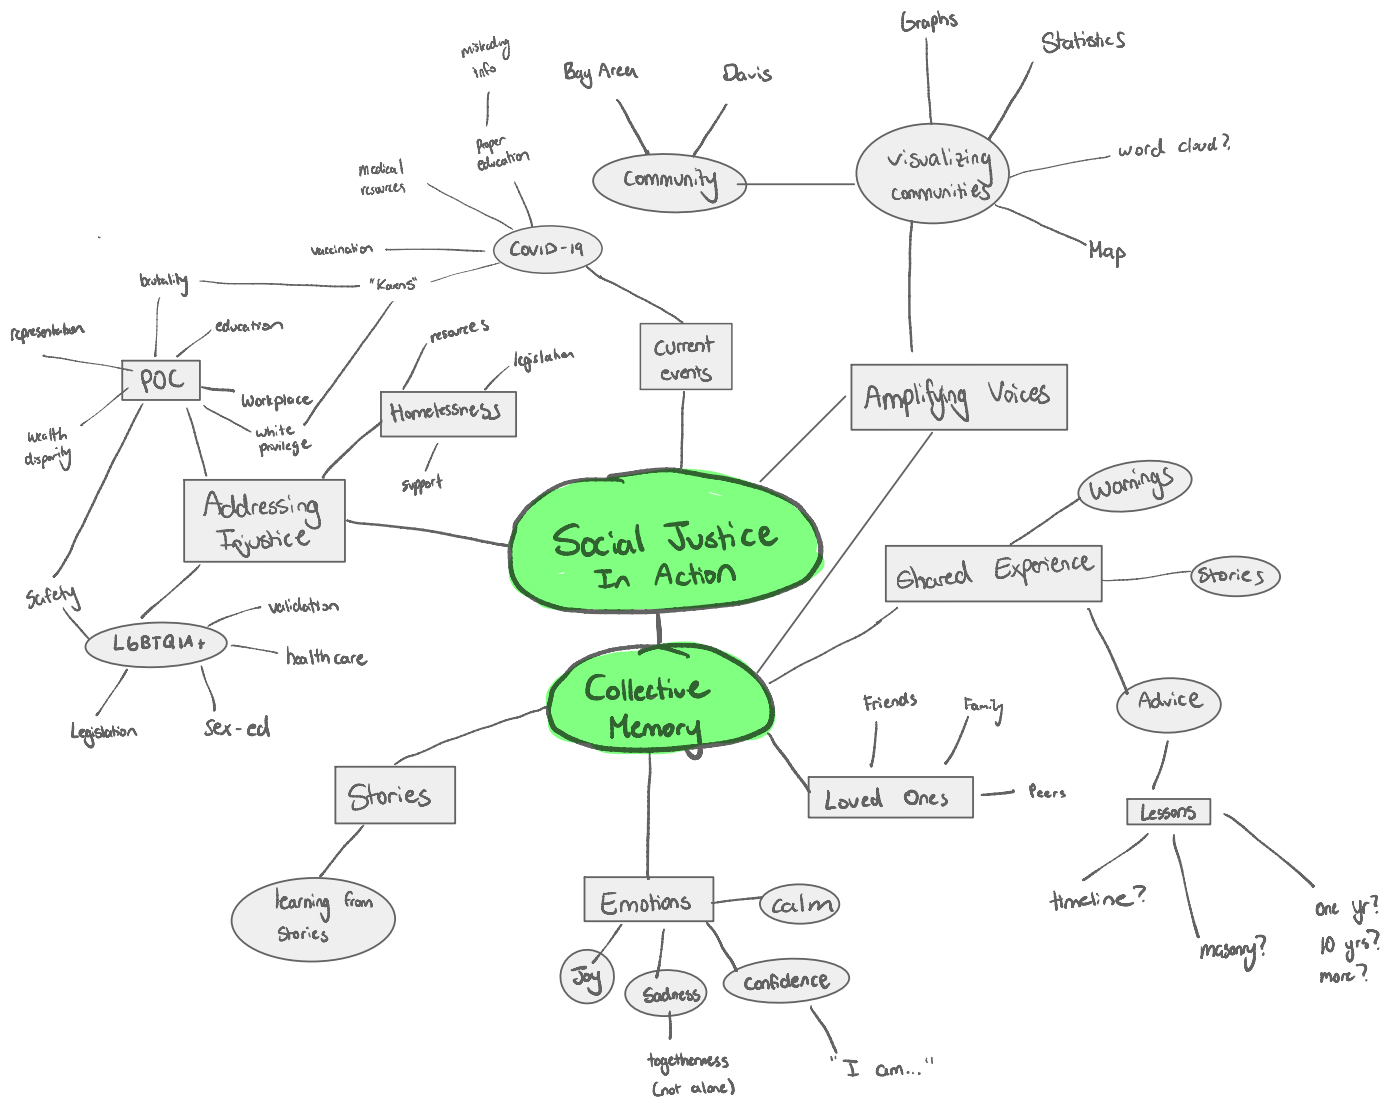 Graphs
Statistics
word cloud?
Map
visualizing
communities
Bay Area
Davis
Community
misleading
info
proper
education
medical
resources
vaccination
COVID-19
"Karens"
brutality
representation
education
POC
Workplace
white
privilege
wealth
disparity
resources
legislation
Homelessness
support
Current
events
Amplifying Voices
Addressing
Injustice
Social Justice
In Action
Warnings
Shared Experience
Stories
Safety
LGBTQIA+
validation
healthcare
Legislation
Sex-ed
Collective
Memory
Friends
Family
Loved Ones
Peers
Advice
Lessons
timeline?
masonry?
one yr?
10 yrs?
more?
Stories
learning from
stories
Emotions
Calm
Joy
Sadness
Confidence
togetherness
(not alone)
"I am..."